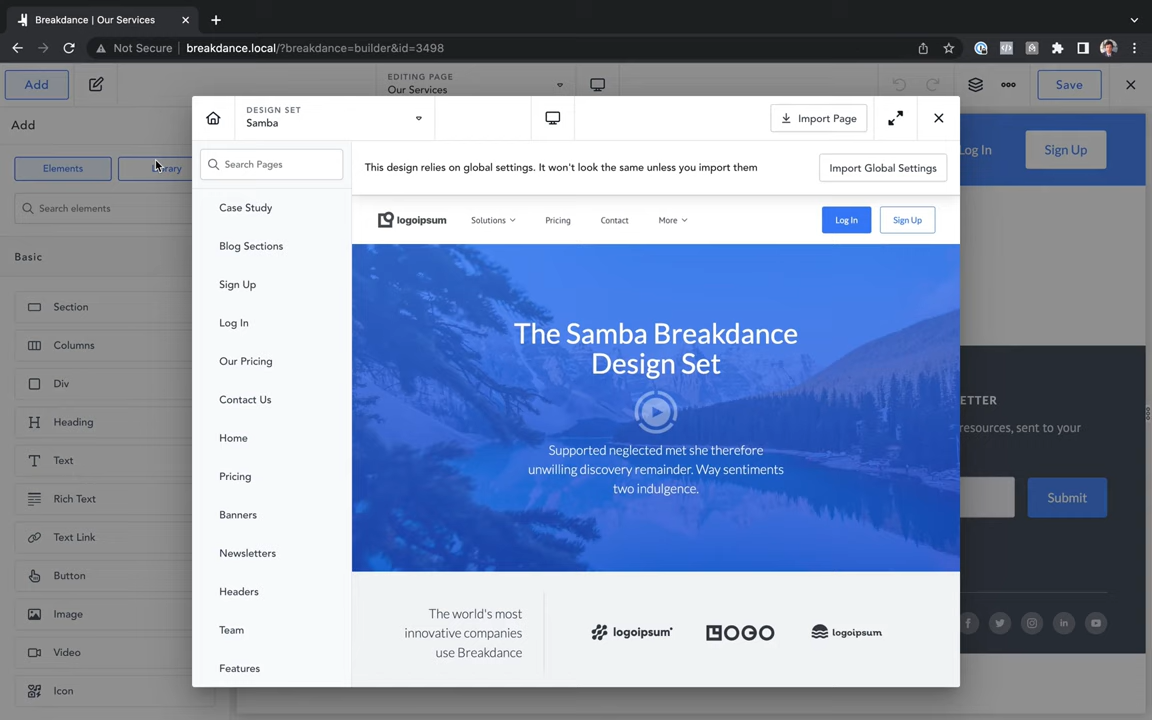 Breakdance | Our Services
Not Secure
breakdance.local/?breakdance=builder&id=3498
Add
EDITING PAGE
Our Services
Save
Add
Elements
Library
Search elements
Basic
Section
Columns
Div
Heading
Text
Rich Text
Text Link
Button
Image
Video
Icon
DESIGN SET
Samba
Import Page
Search Pages
Case Study
Blog Sections
Sign Up
Log In
Our Pricing
Contact Us
Home
Pricing
Banners
Newsletters
Headers
Team
Features
This design relies on global settings. It won't look the same unless you import them
Import Global Settings
logoipsum
Solutions
Pricing
Contact
More
Log In
Sign Up
The Samba Breakdance
Design Set
Supported neglected met she therefore
unwilling discovery remainder. Way sentiments
two indulgence.
The world's most
innovative companies
use Breakdance
logoipsum
LOGO
logoipsum
Log In
Sign Up
ETTER
resources, sent to your
Submit